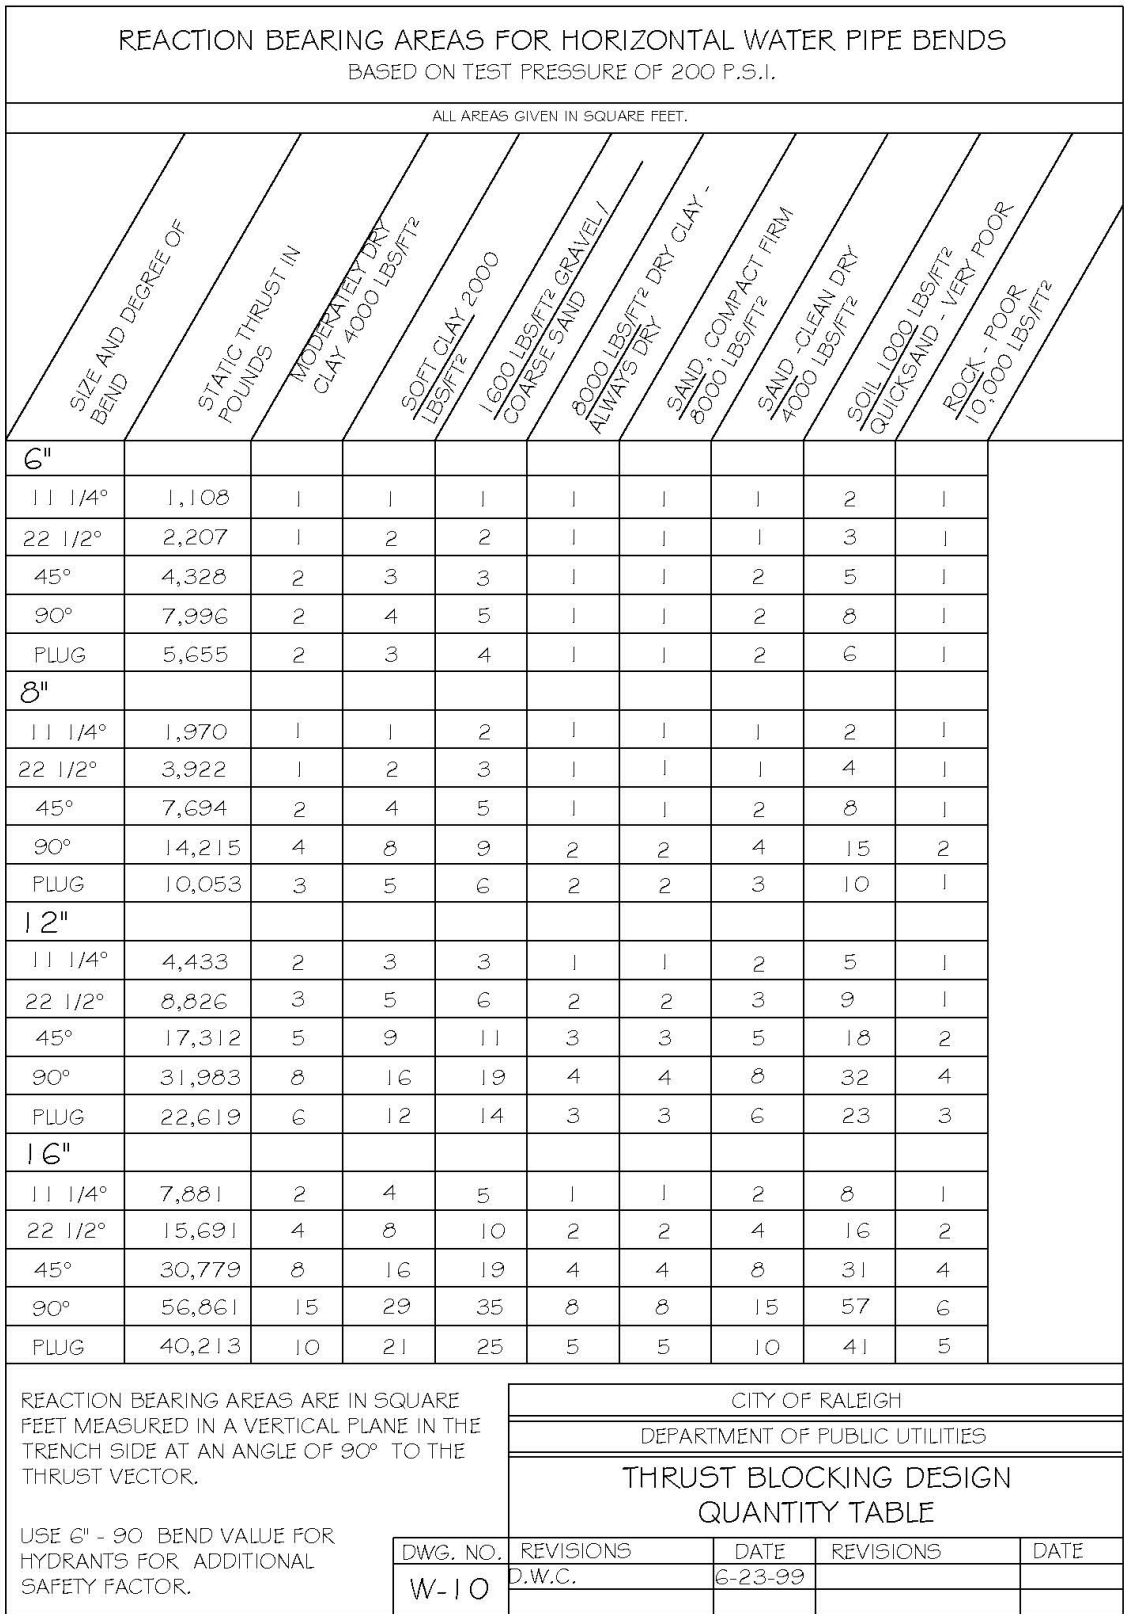 REACTION BEARING AREAS FOR HORIZONTAL WATER PIPE BENDS
BASED ON TEST PRESSURE OF 200 P.S.I.
ALL AREAS GIVEN IN SQUARE FEET.
SIZE AND DEGREE OF
BEND
STATIC THRUST IN
POUNDS
MODERATELY DRY
CLAY 4000 LBS/FT²
SOFT CLAY 2000
LBS/FT²
1600 LBS/FT² GRAVEL /
COARSE SAND
8000 LBS/FT² DRY CLAY -
ALWAYS DRY
SAND, COMPACT FIRM
8000 LBS/FT²
SAND -CLEAN DRY
4000 LBS/FT²
SOIL 1000 LBS/FT²
QUICKSAND - VERY POOR
ROCK - POOR
10,000 LBS/FT²
6"
11 1/4° 1,108 1 1 1 1 1 1 2 1
22 1/2° 2,207 1 2 2 1 1 1 3 1
45° 4,328 2 3 3 1 1 2 5 1
90° 7,996 2 4 5 1 1 2 8 1
PLUG 5,655 2 3 4 1 1 2 6 1
8"
11 1/4° 1,970 1 1 2 1 1 1 2 1
22 1/2° 3,922 1 2 3 1 1 1 4 1
45° 7,694 2 4 5 1 1 2 8 1
90° 14,215 4 8 9 2 2 4 15 2
PLUG 10,053 3 5 6 2 2 3 10 1
12"
11 1/4° 4,433 2 3 3 1 1 2 5 1
22 1/2° 8,826 3 5 6 2 2 3 9 1
45° 17,312 5 9 11 3 3 5 18 2
90° 31,983 8 16 19 4 4 8 32 4
PLUG 22,619 6 12 14 3 3 6 23 3
16"
11 1/4° 7,881 2 4 5 1 1 2 8 1
22 1/2° 15,691 4 8 10 2 2 4 16 2
45° 30,779 8 16 19 4 4 8 31 4
90° 56,861 15 29 35 8 8 15 57 6
PLUG 40,213 10 21 25 5 5 10 41 5
REACTION BEARING AREAS ARE IN SQUARE
FEET MEASURED IN A VERTICAL PLANE IN THE
TRENCH SIDE AT AN ANGLE OF 90° TO THE
THRUST VECTOR.
USE 6" - 90 BEND VALUE FOR
HYDRANTS FOR ADDITIONAL
SAFETY FACTOR.
CITY OF RALEIGH
DEPARTMENT OF PUBLIC UTILITIES
THRUST BLOCKING DESIGN
QUANTITY TABLE
DWG. NO. REVISIONS DATE REVISIONS DATE
W-10 D.W.C. 6-23-99